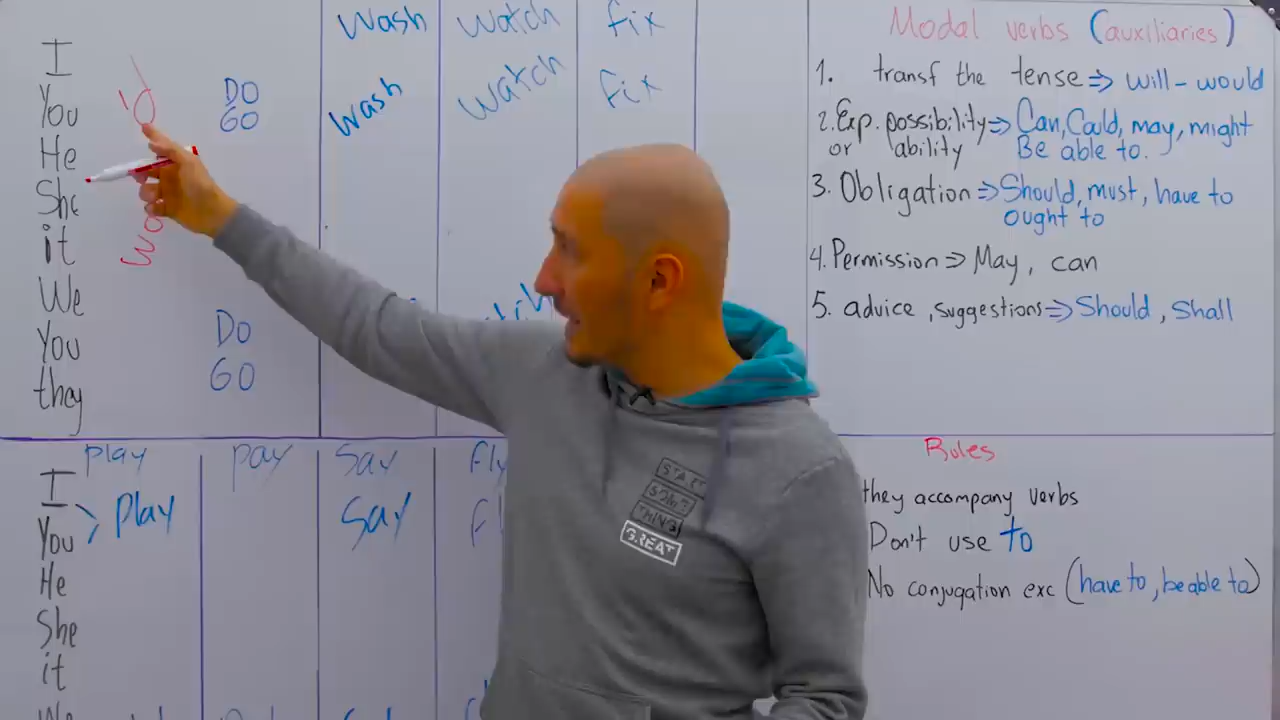 wash watch fix
I
You DO wash watch fix
GO
He
She
it
We
You DO
they GO
play pay say
I
You play say
He
She
it
We
Modal verbs (auxiliaries)
1. transf the tense ⇒ will - would
2. Exp. possibility ⇒ Can, Could, may, might
or ability Be able to.
3. Obligation ⇒ Should, must, have to
ought to
4. Permission ⇒ May, can
5. advice, suggestions ⇒ Should, shall
Rules
they accompany verbs
Don't use to
No conjugation exc (have to, be able to)
START
GREAT